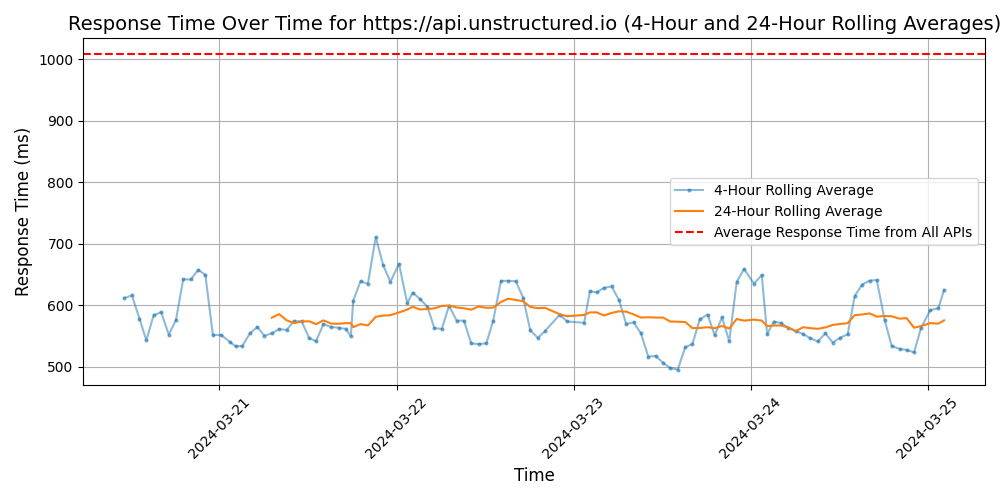 Response Time Over Time for https://api.unstructured.io (4-Hour and 24-Hour Rolling Averages)
Response Time (ms)
1000
900
800
700
600
500
4-Hour Rolling Average
24-Hour Rolling Average
Average Response Time from All APIs
2024-03-21
2024-03-22
2024-03-23
2024-03-24
2024-03-25
Time